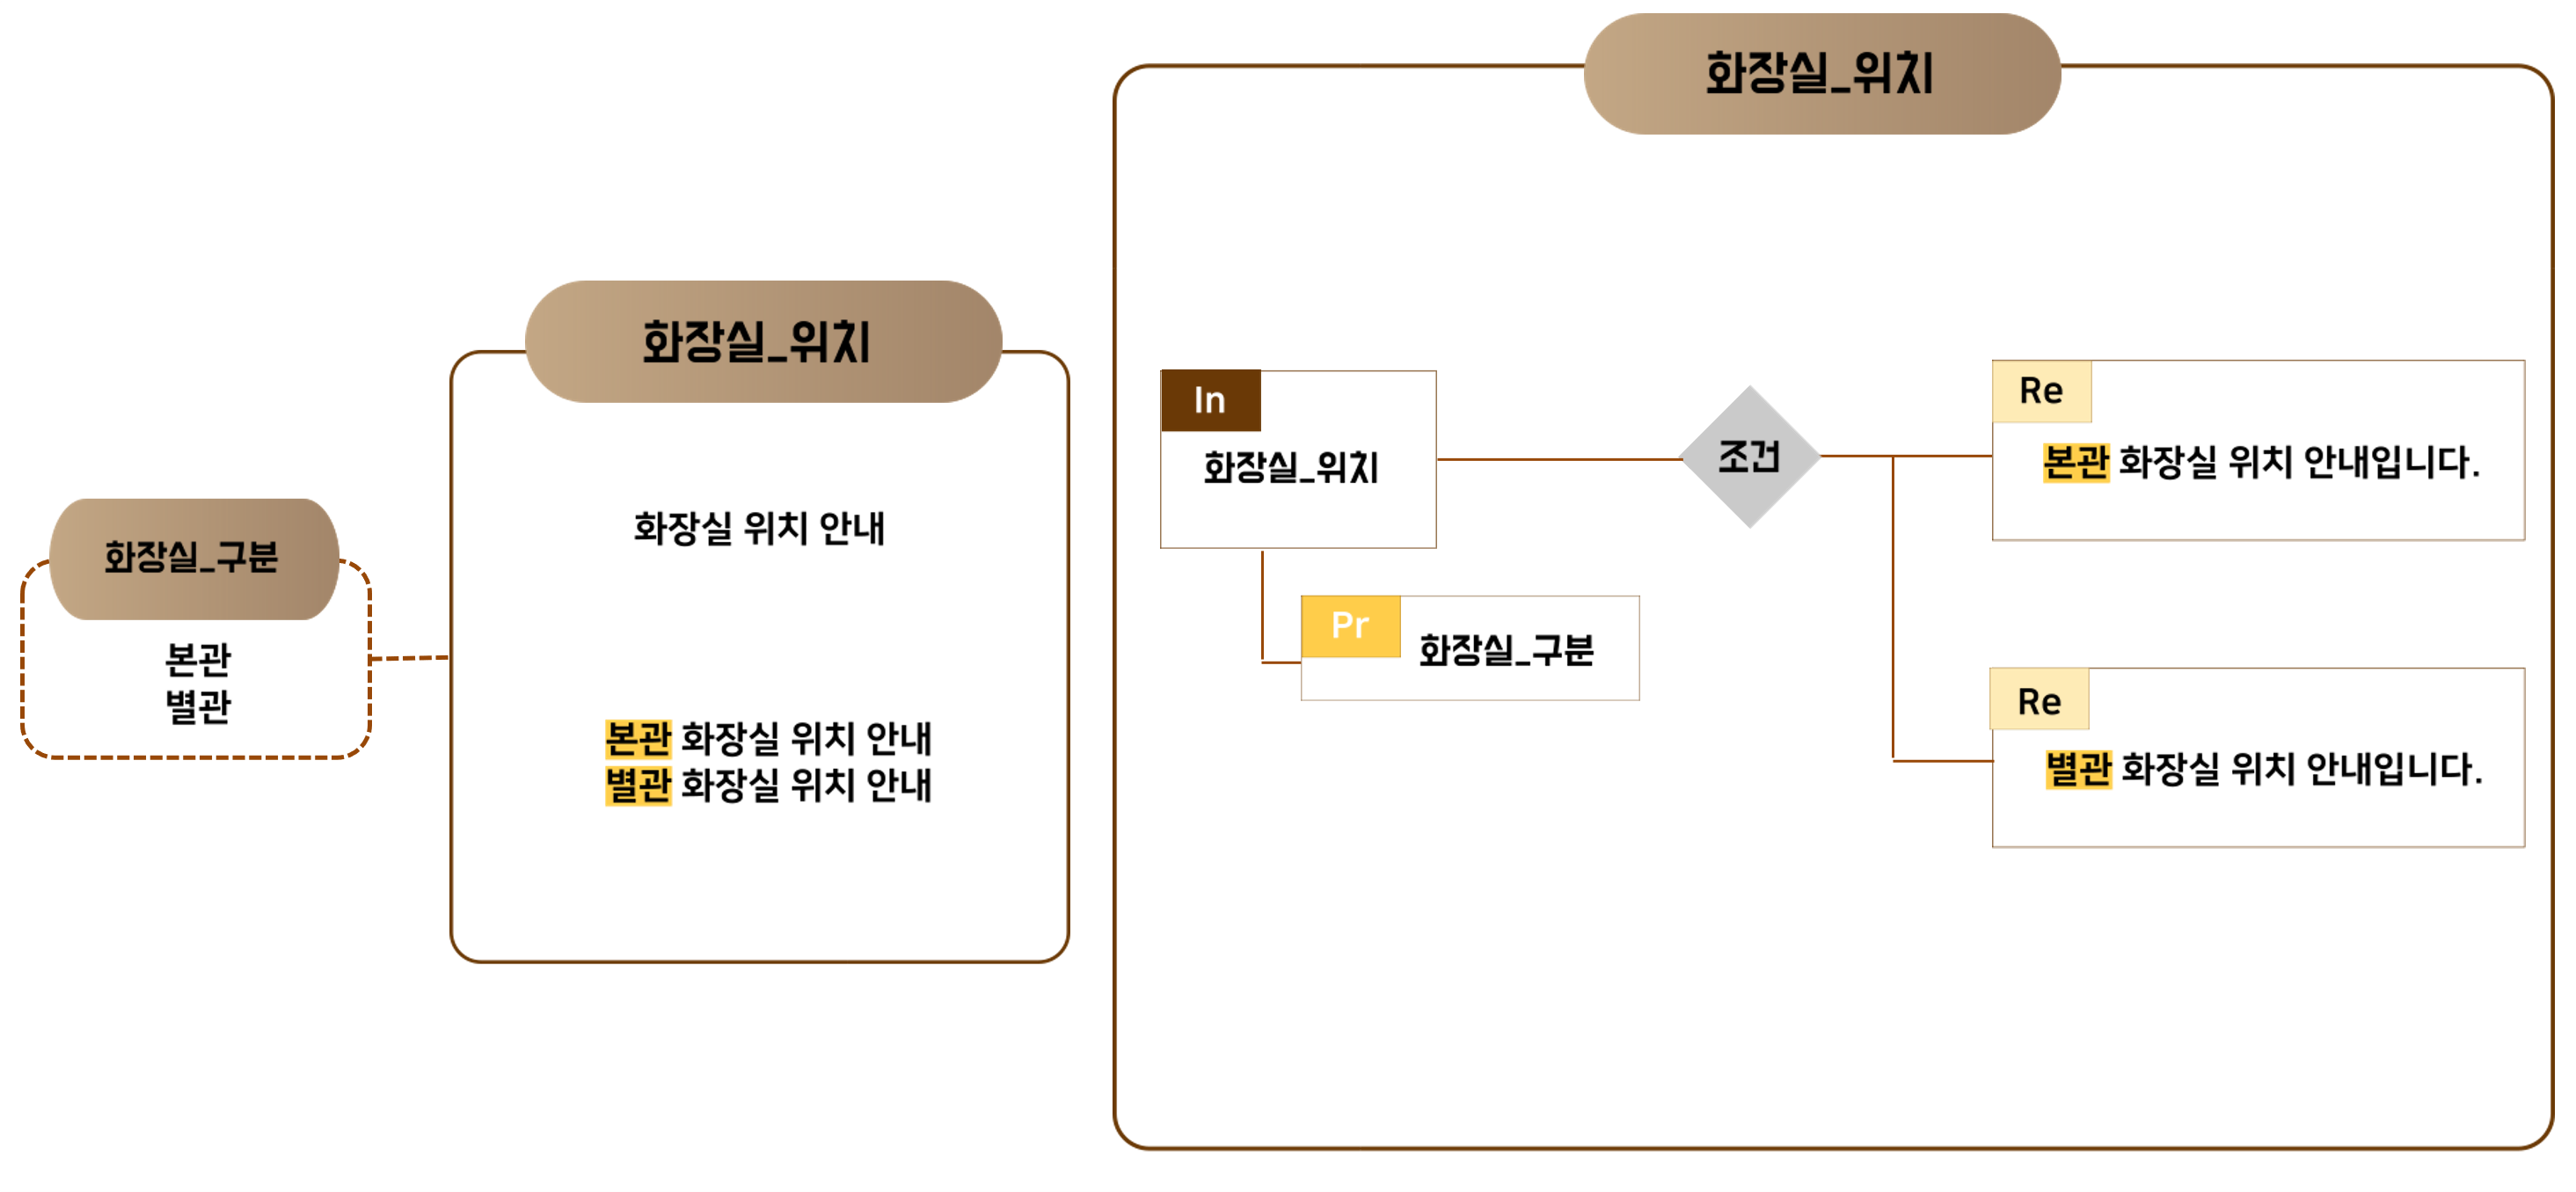 화장실_구분
본관
별관
화장실_위치
화장실 위치 안내
본관 화장실 위치 안내
별관 화장실 위치 안내
화장실_위치
In
화장실_위치
Pr
화장실_구분
조건
Re
본관 화장실 위치 안내입니다.
Re
별관 화장실 위치 안내입니다.